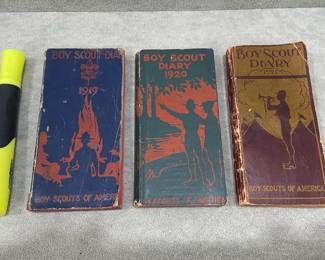 BOY SCOUT DIARY
1919
BOY SCOUTS OF AMERICA
BOY SCOUT
DIARY
1920
BOY SCOUTS OF AMERICA
BOY SCOUT
DIARY
BOY SCOUTS OF AMERICA